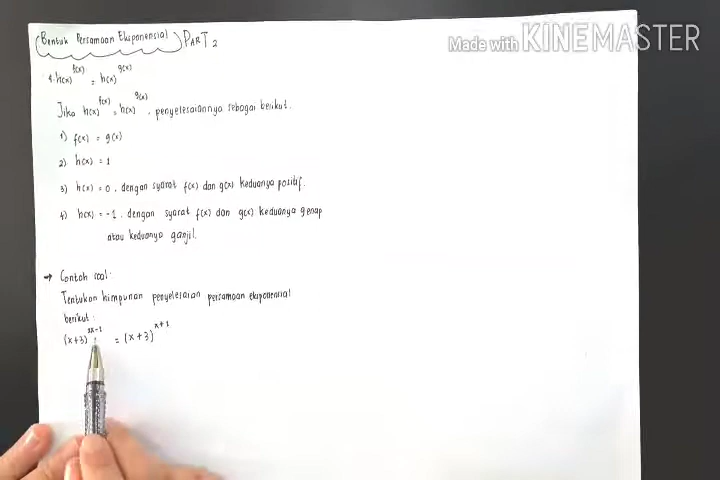 Made with KINEMASTER
Bentuk Persamaan Eksponensial PART 2
4. h(x)^f(x) = h(x)^g(x)
Jika h(x)^f(x) = h(x)^g(x), penyelesaiannya sebagai berikut.
1) f(x) = g(x)
2) h(x) = 1
3) h(x) = 0, dengan syarat f(x) dan g(x) keduanya positif.
4) h(x) = -1, dengan syarat f(x) dan g(x) keduanya genap
atau keduanya ganjil.
→ Contoh soal:
Tentukan himpunan penyelesaian persamaan eksponensial
berikut:
(x+3)^2x-1 = (x+3)^x+1